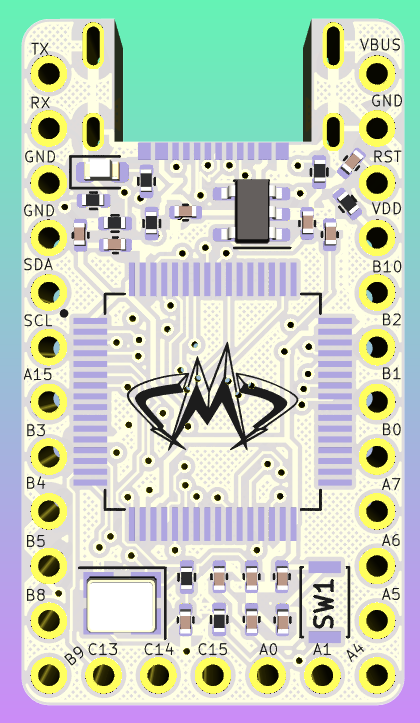 TX VBUS
RX GND
GND RST
GND VDD
SDA B10
SCL B2
A15 B1
B3 B0
B4 A7
B5 A6
B8 A5
SW1
B9 C13 C14 C15 A0 A1 A4